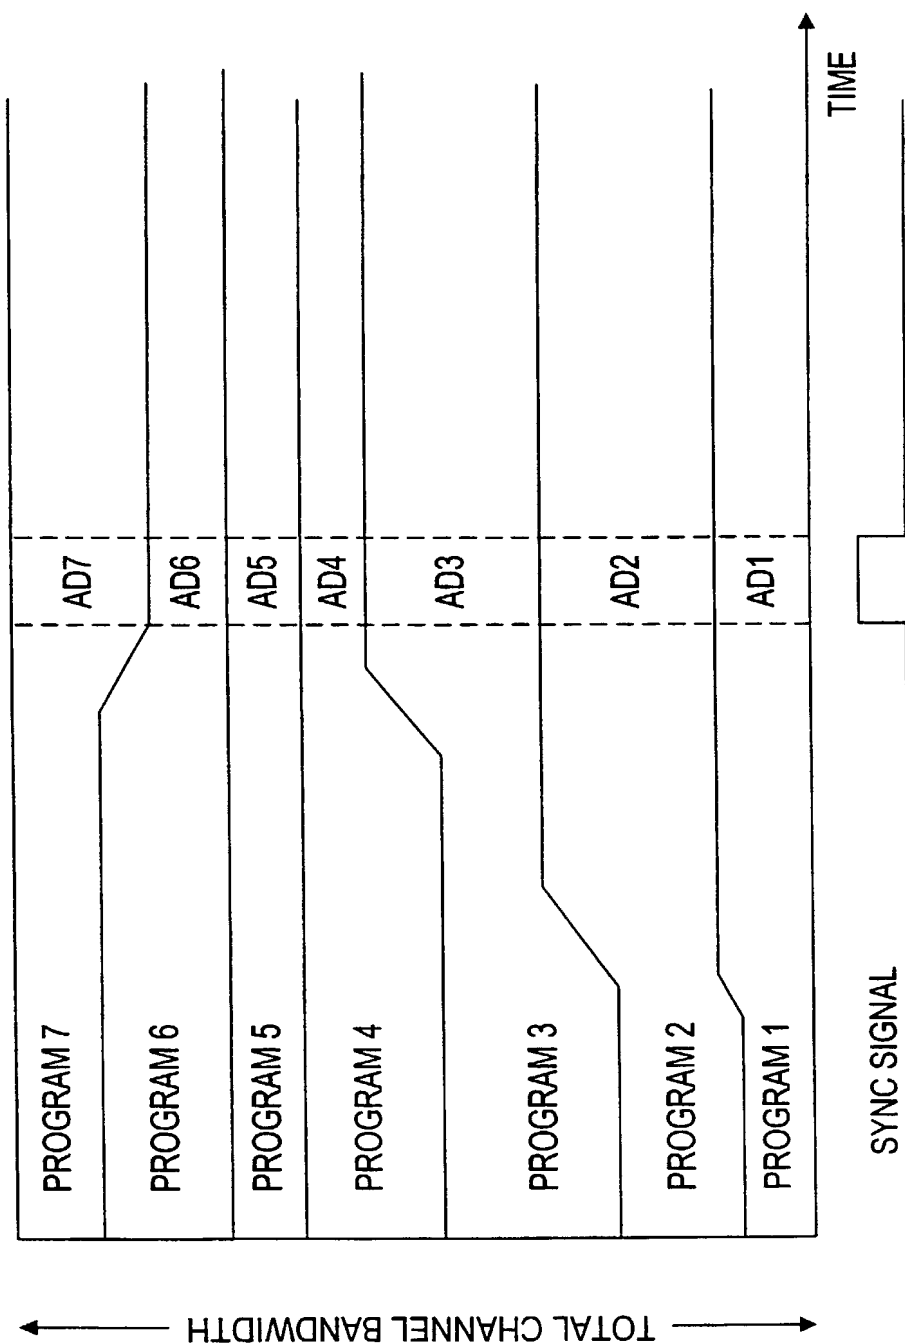 TOTAL CHANNEL BANDWIDTH
PROGRAM 7
PROGRAM 6
PROGRAM 5
PROGRAM 4
PROGRAM 3
PROGRAM 2
PROGRAM 1
AD7
AD6
AD5
AD4
AD3
AD2
AD1
TIME
SYNC SIGNAL